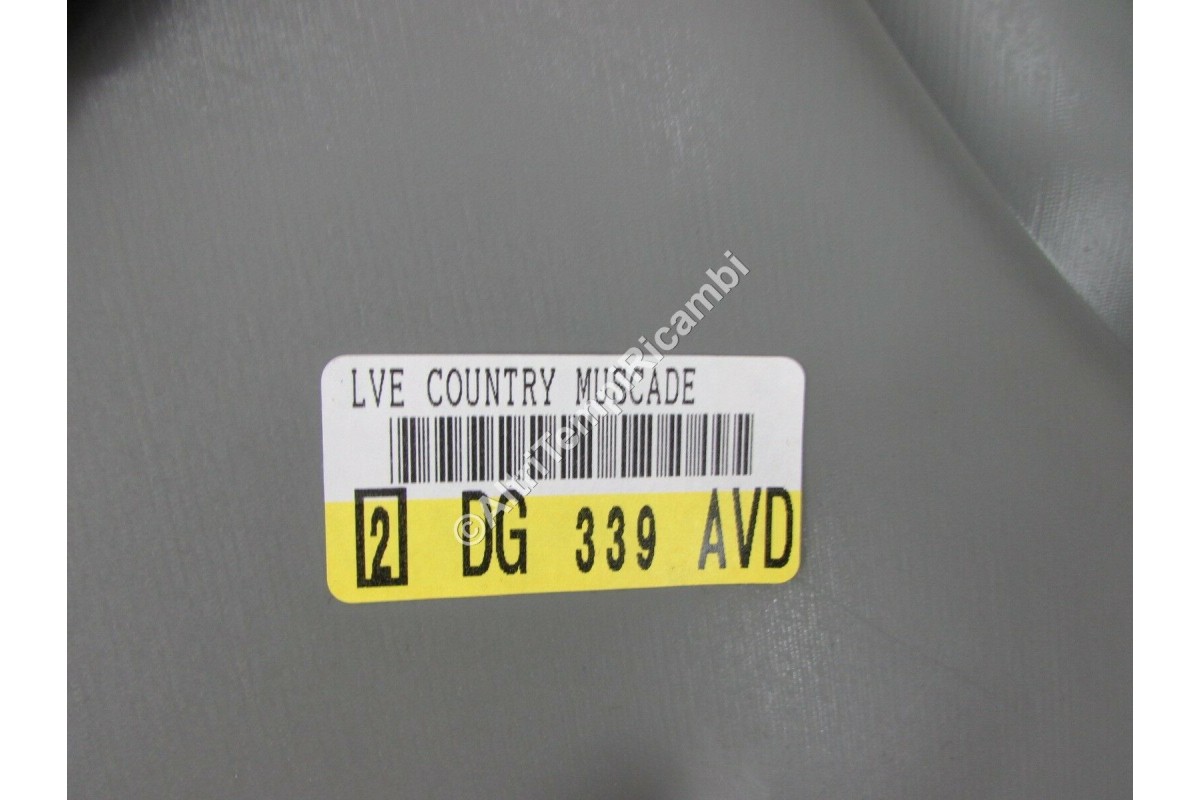 LVE COUNTRY MUSCADE
2 DG 339 AVD
©AltriTempiRicambi